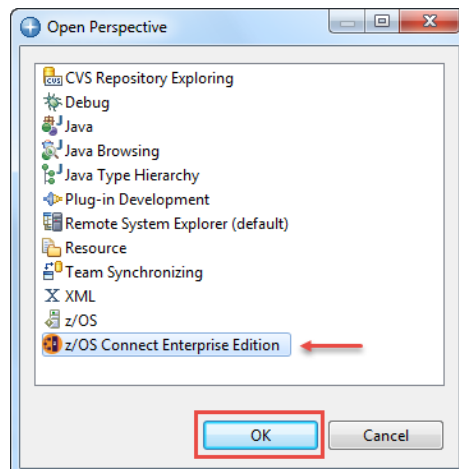 Open Perspective
CVS Repository Exploring
Debug
Java
Java Browsing
Java Type Hierarchy
Plug-in Development
Remote System Explorer (default)
Resource
Team Synchronizing
XML
z/OS
z/OS Connect Enterprise Edition
OK Cancel